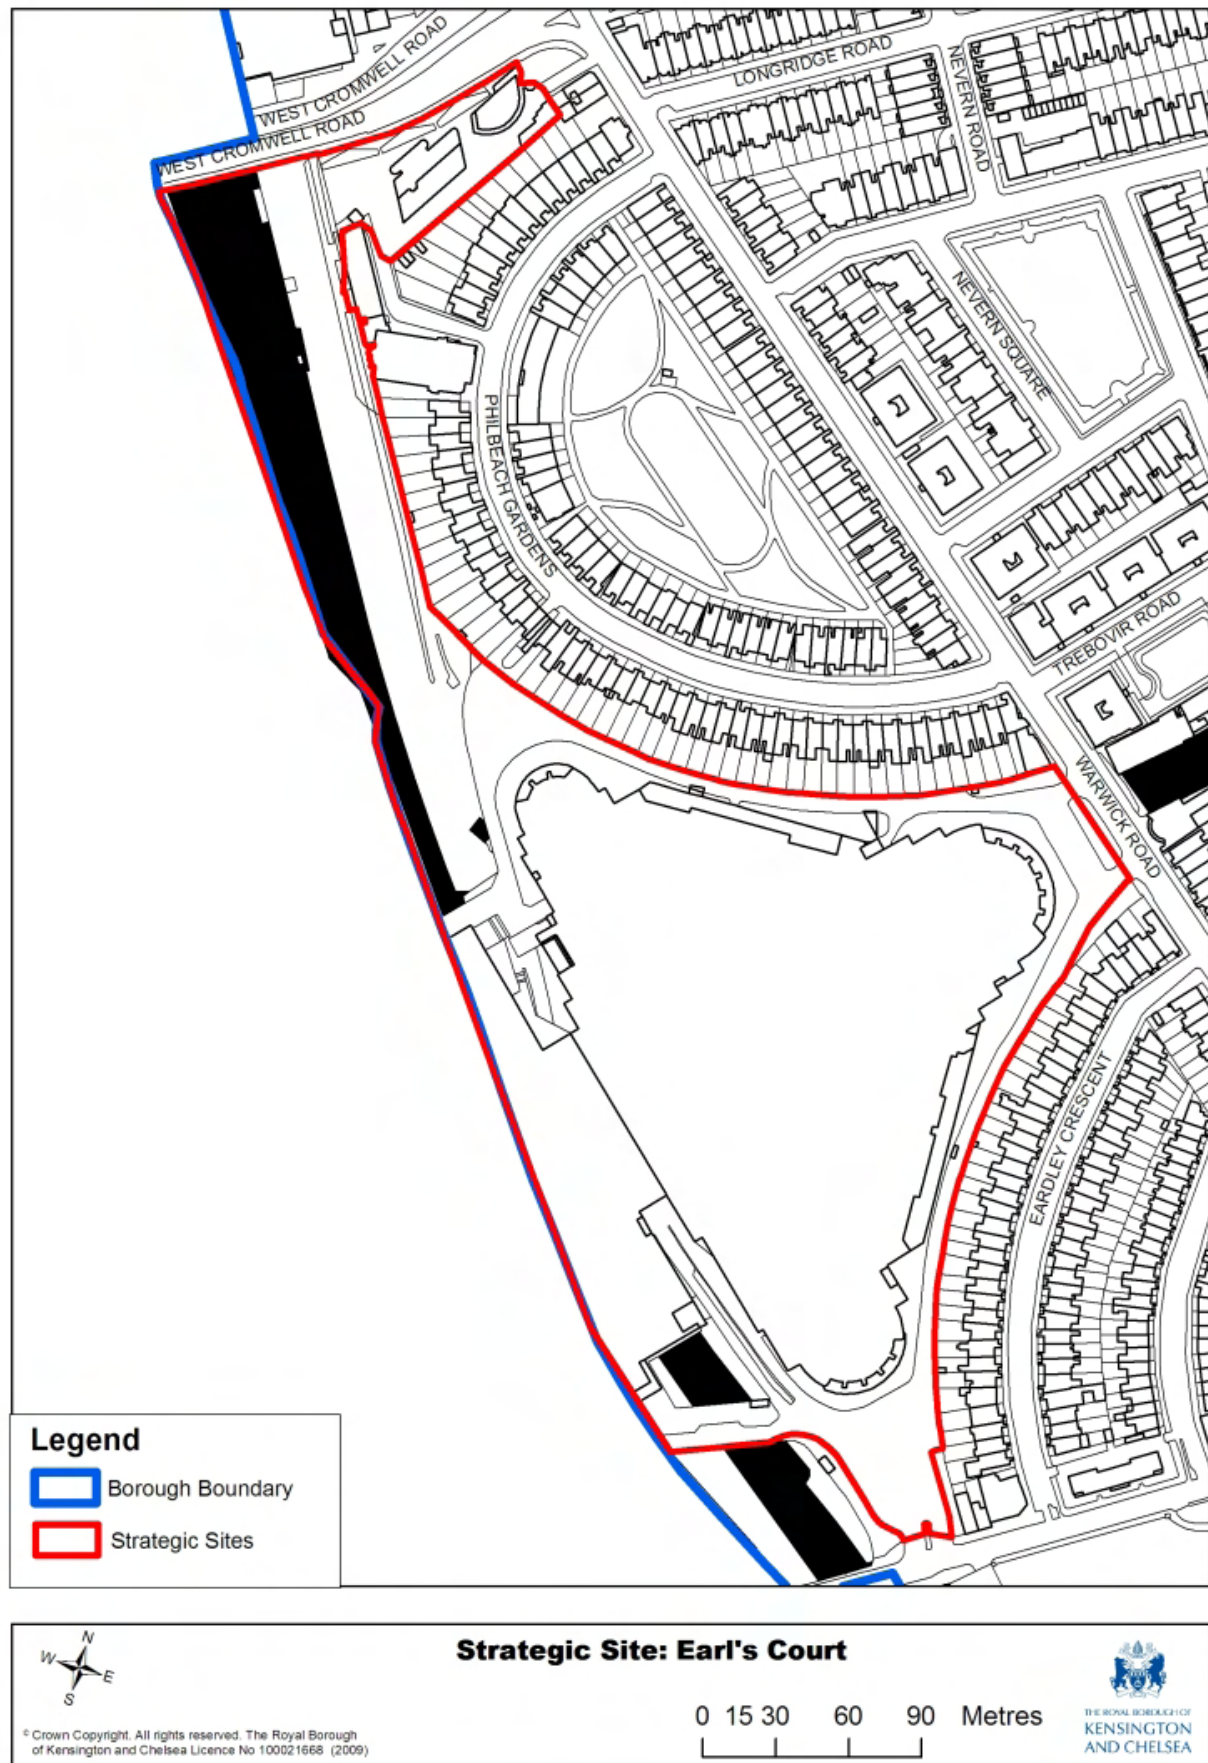 WEST CROMWELL ROAD
WEST CROMWELL ROAD
LONGRIDGE ROAD
NEVERN ROAD
NEVERN SQUARE
PHILBEACH GARDENS
TREBOVIR ROAD
WARWICK ROAD
EARDLEY CRESCENT
Legend
Borough Boundary
Strategic Sites
N
W
E
S
Strategic Site: Earl's Court
0 15 30 60 90 Metres
© Crown Copyright. All rights reserved. The Royal Borough
of Kensington and Chelsea Licence No 100021668 (2009)
THE ROYAL BOROUGH OF
KENSINGTON
AND CHELSEA